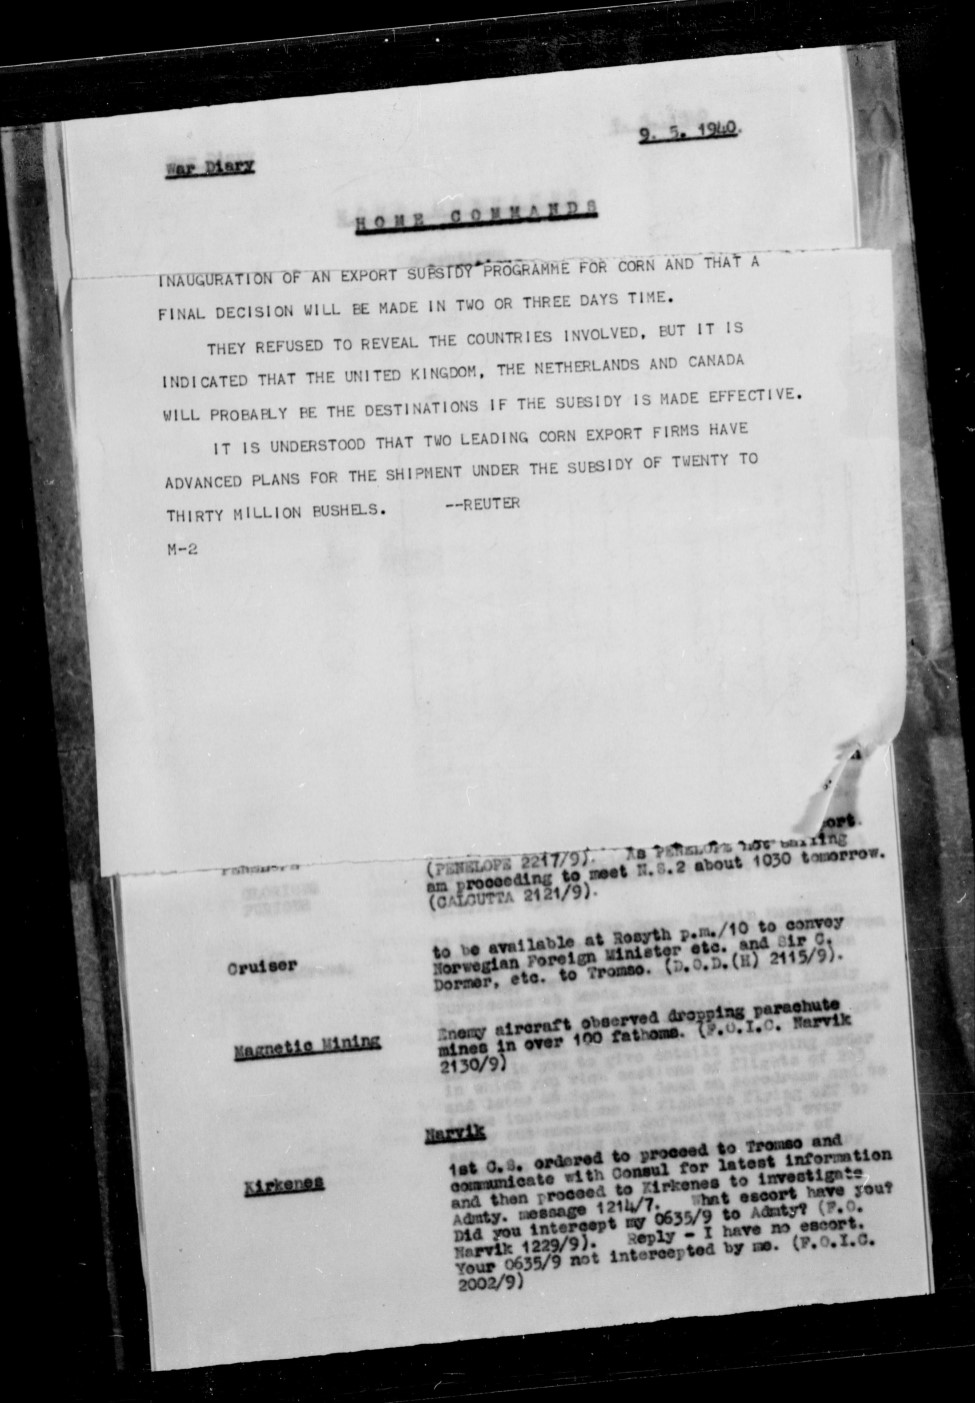 9. 5. 1940.
War Diary
HOME COMMANDS
INAUGURATION OF AN EXPORT SUBSIDY PROGRAMME FOR CORN AND THAT A
FINAL DECISION WILL BE MADE IN TWO OR THREE DAYS TIME.
THEY REFUSED TO REVEAL THE COUNTRIES INVOLVED, BUT IT IS
INDICATED THAT THE UNITED KINGDOM, THE NETHERLANDS AND CANADA
WILL PROBABLY BE THE DESTINATIONS IF THE SUBSIDY IS MADE EFFECTIVE.
IT IS UNDERSTOOD THAT TWO LEADING CORN EXPORT FIRMS HAVE
ADVANCED PLANS FOR THE SHIPMENT UNDER THE SUBSIDY OF TWENTY TO
THIRTY MILLION BUSHELS. --REUTER
M-2
(PENELOPE 2217/9). As PENELOPE not sailing
am proceeding to meet N.S.2 about 1030 tomorrow.
(CALCUTTA 2121/9).
Cruiser
to be available at Rosyth p.m./10 to convey
Norwegian Foreign Minister etc. and Sir C.
Dormer, etc. to Tromso. (D.O.D.(H) 2115/9).
Magnetic Mining
Enemy aircraft observed dropping parachute
mines in over 100 fathoms. (F.O.I.C. Narvik
2130/9)
Narvik
Kirkenes
1st C.S. ordered to proceed to Tromso and
communicate with Consul for latest information
and then proceed to Kirkenes to investigate
Admty. message 1214/7. What escort have you?
Did you intercept my 0635/9 to Admty? (F.O.
Narvik 1229/9). Reply - I have no escort.
Your 0635/9 not intercepted by me. (F.O.I.C.
2002/9)